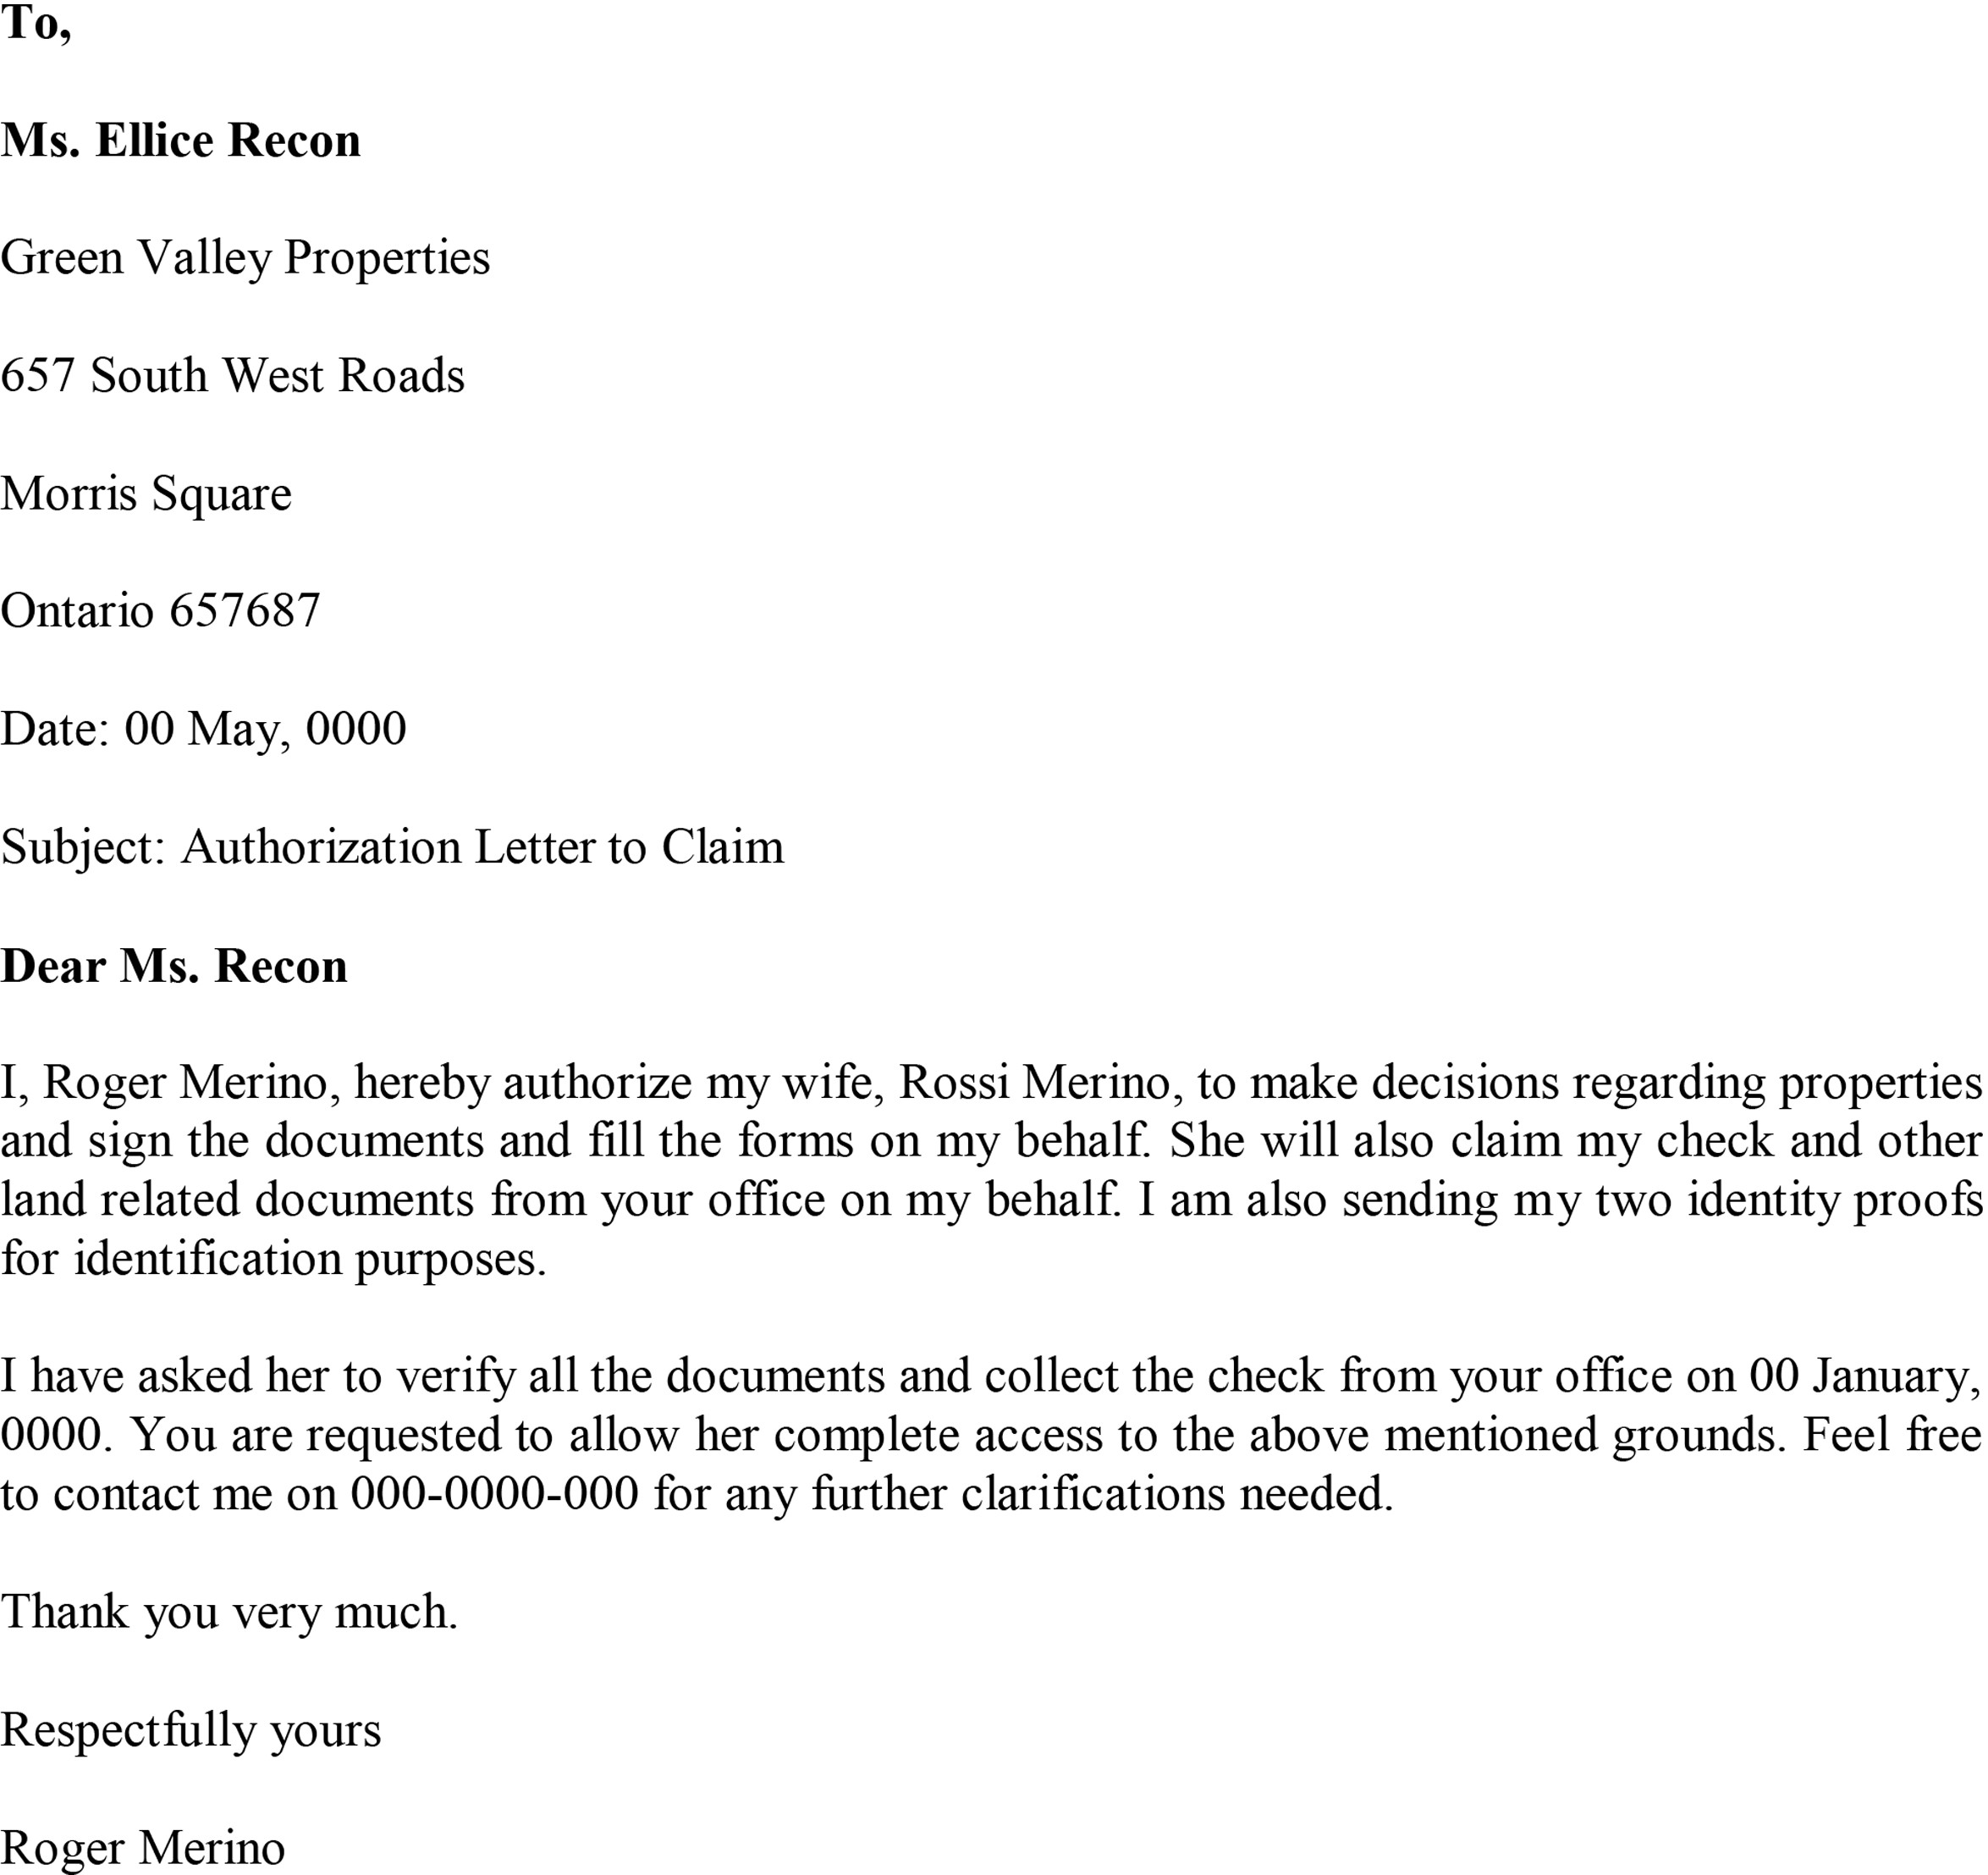 To,
Ms. Ellice Recon
Green Valley Properties
657 South West Roads
Morris Square
Ontario 657687
Date: 00 May, 0000
Subject: Authorization Letter to Claim
Dear Ms. Recon
I, Roger Merino, hereby authorize my wife, Rossi Merino, to make decisions regarding properties
and sign the documents and fill the forms on my behalf. She will also claim my check and other
land related documents from your office on my behalf. I am also sending my two identity proofs
for identification purposes.
I have asked her to verify all the documents and collect the check from your office on 00 January,
0000. You are requested to allow her complete access to the above mentioned grounds. Feel free
to contact me on 000-0000-000 for any further clarifications needed.
Thank you very much.
Respectfully yours
Roger Merino